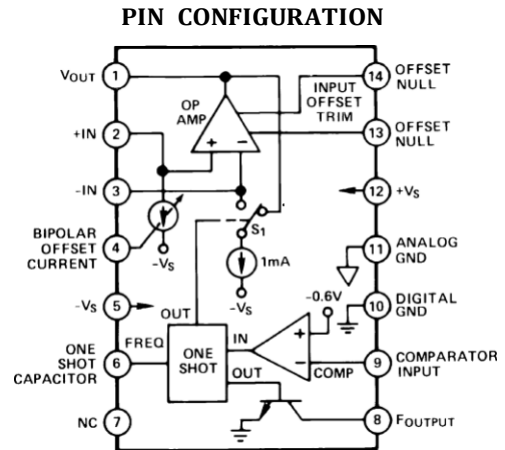 PIN CONFIGURATION
VOUT 1
+IN 2
-IN 3
BIPOLAR
OFFSET
CURRENT
4
-VS 5
ONE
SHOT
CAPACITOR
6
NC 7
OP
AMP
+ −
INPUT
OFFSET
TRIM
-VS
S1
1mA
-VS
OUT
FREQ
ONE
SHOT
IN
OUT
-0.6V
+
−
COMP
14 OFFSET
NULL
13 OFFSET
NULL
12 +VS
11 ANALOG
GND
10 DIGITAL
GND
9 COMPARATOR
INPUT
8 FOUTPUT